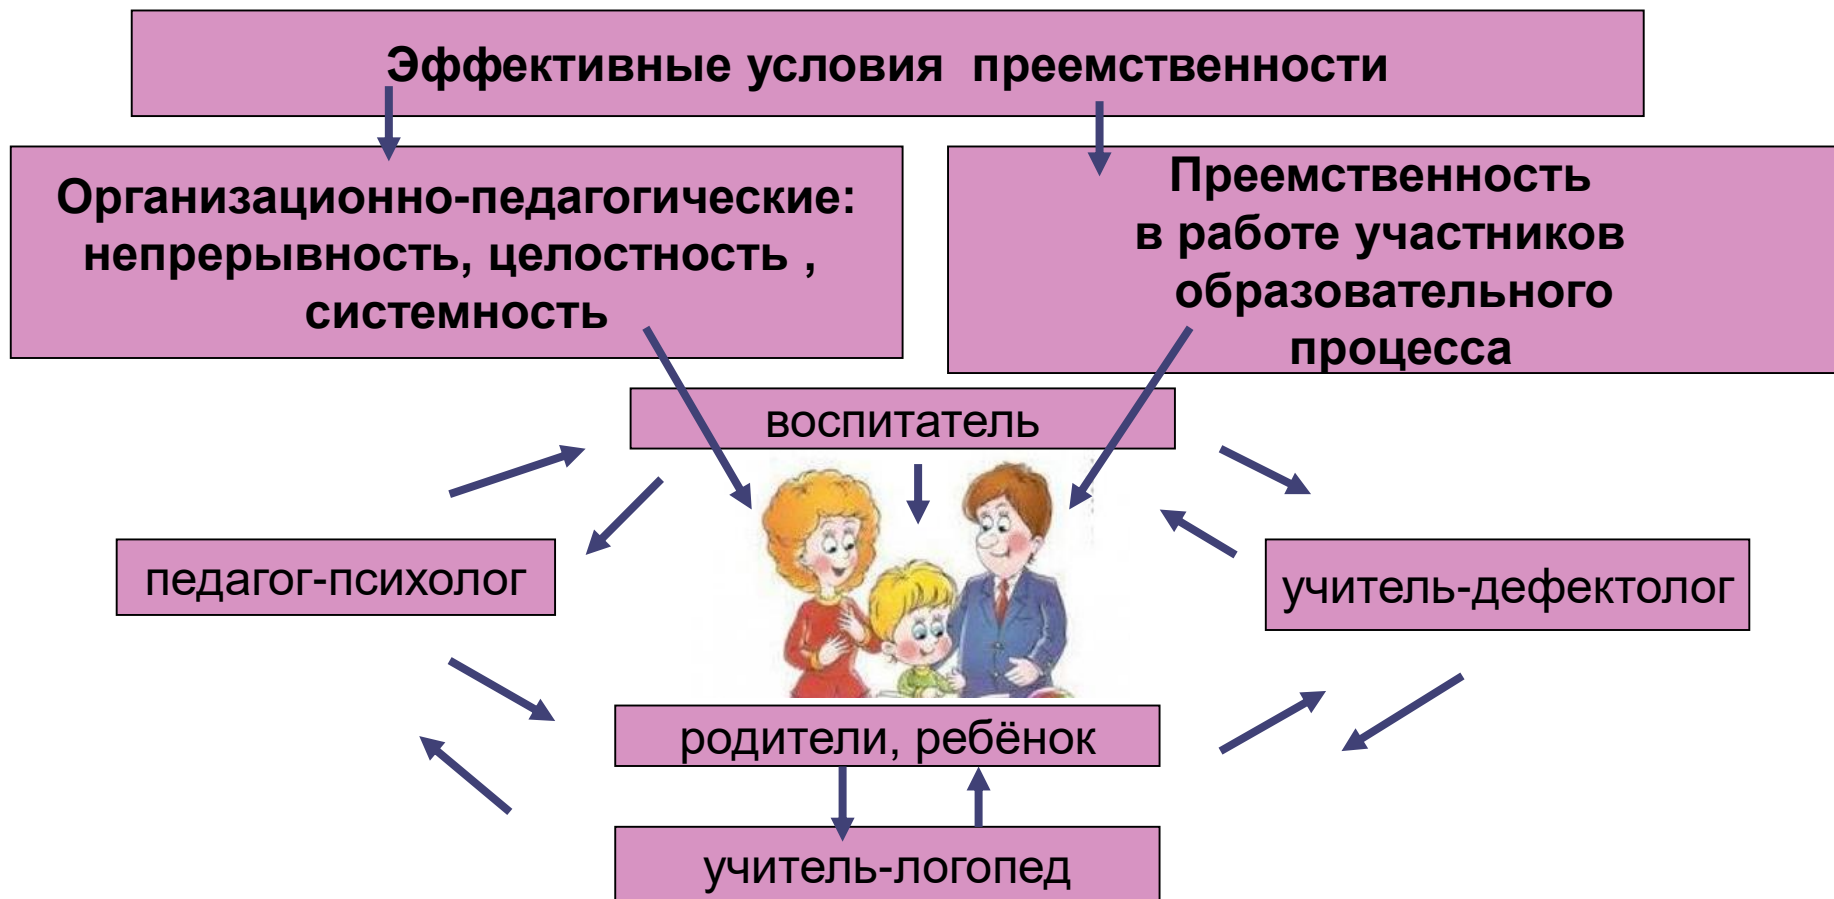 Эффективные условия преемственности
Организационно-педагогические:
непрерывность, целостность ,
системность
Преемственность
в работе участников
образовательного
процесса
воспитатель
педагог-психолог
учитель-дефектолог
родители, ребёнок
учитель-логопед